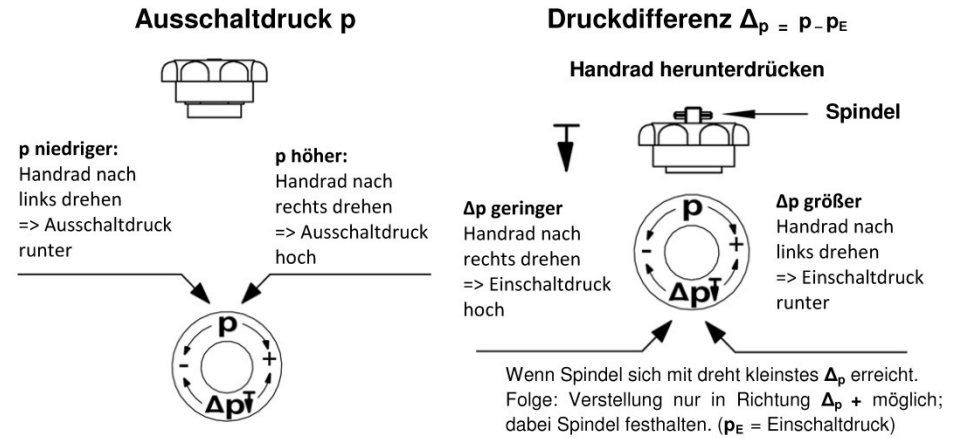 Ausschaltdruck p
p niedriger:
Handrad nach
links drehen
=> Ausschaltdruck
runter
p höher:
Handrad nach
rechts drehen
=> Ausschaltdruck
hoch
p
- +
Δp
Druckdifferenz Δp = p - pE
Handrad herunterdrücken
Spindel
Δp geringer
Handrad nach
rechts drehen
=> Einschaltdruck
hoch
p
- +
Δp
Δp größer
Handrad nach
links drehen
=> Einschaltdruck
runter
Wenn Spindel sich mit dreht kleinstes Δp erreicht.
Folge: Verstellung nur in Richtung Δp + möglich;
dabei Spindel festhalten. (pE = Einschaltdruck)